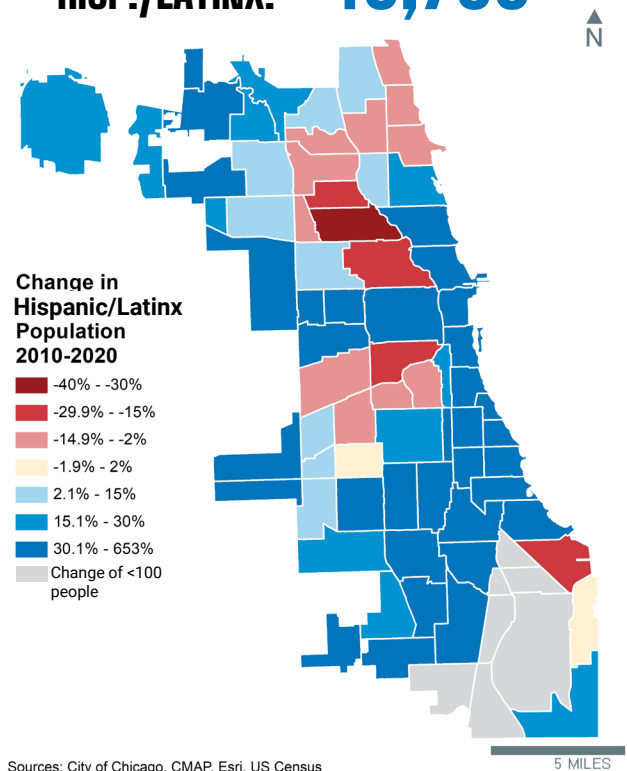 HISP./LATINX:
N
Change in
Hispanic/Latinx
Population
2010-2020
-40% - -30%
-29.9% - -15%
-14.9% - -2%
-1.9% - 2%
2.1% - 15%
15.1% - 30%
30.1% - 653%
Change of <100
people
5 MILES
Sources: City of Chicago, CMAP, Esri, US Census